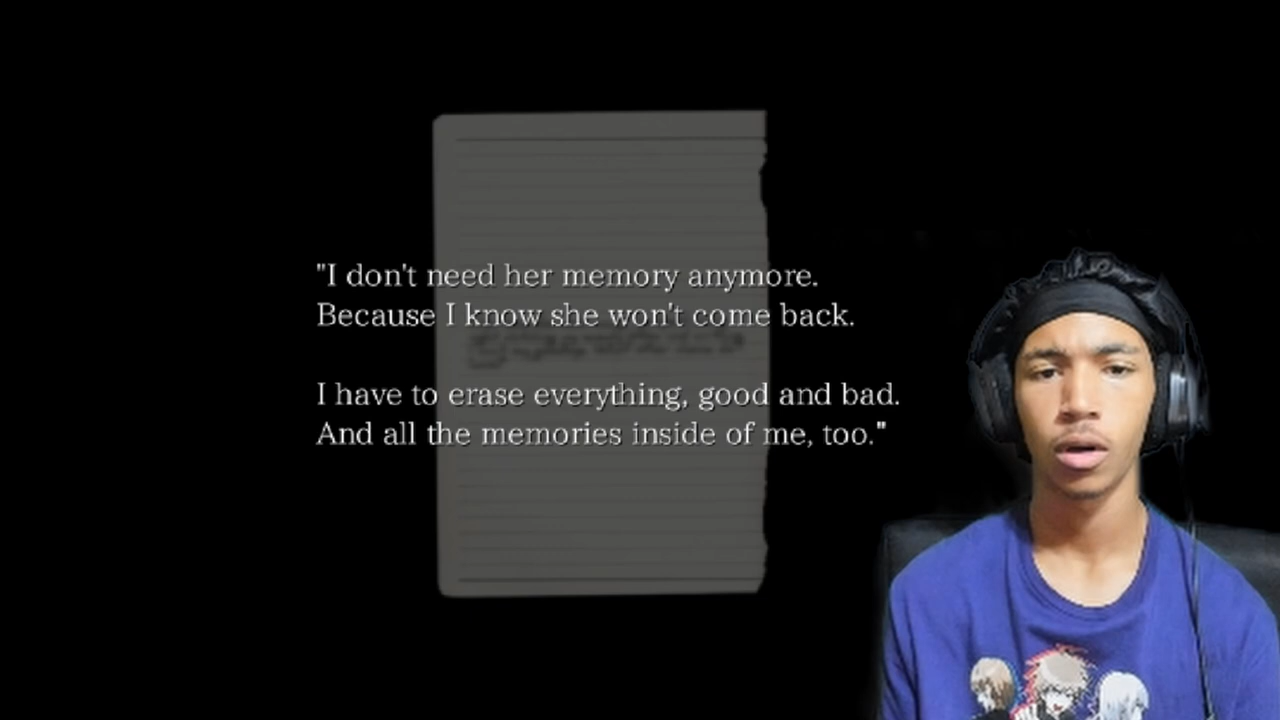 "I don't need her memory anymore.
Because I know she won't come back.
I have to erase everything, good and bad.
And all the memories inside of me, too."